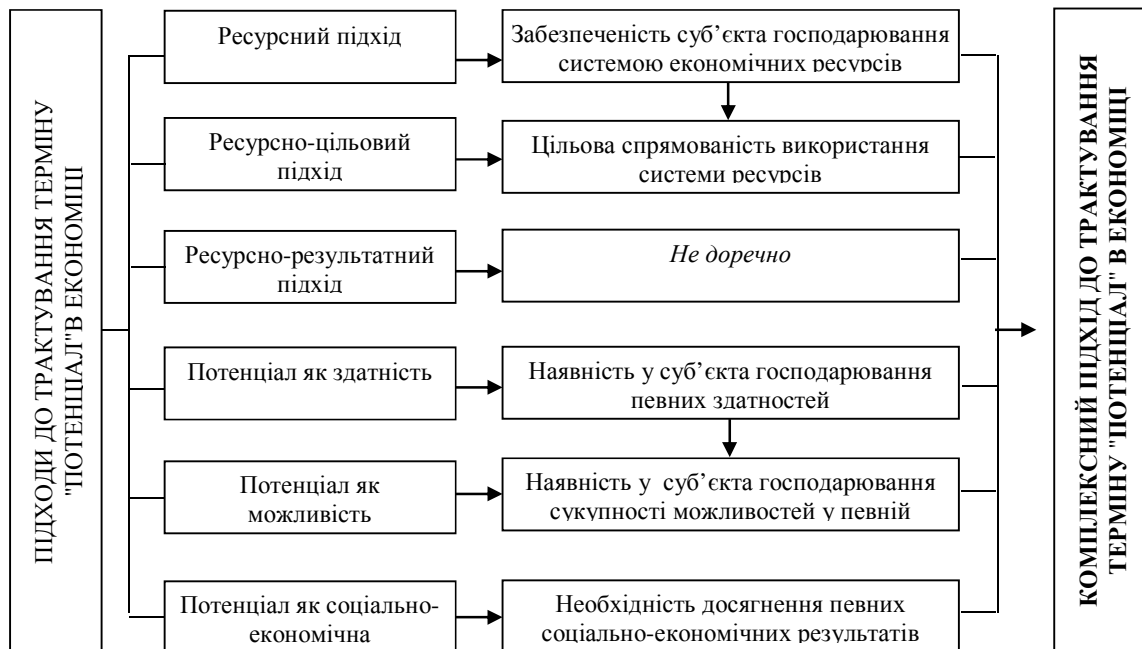 ПІДХОДИ ДО ТРАКТУВАННЯ ТЕРМІНУ
"ПОТЕНЦІАЛ"В ЕКОНОМІЦІ
Ресурсний підхід
Забезпеченість суб’єкта господарювання
системою економічних ресурсів
Ресурсно-цільовий
підхід
Цільова спрямованість використання
системи ресурсів
Ресурсно-результатний
підхід
Не доречно
Потенціал як здатність
Наявність у суб’єкта господарювання
певних здатностей
Потенціал як
можливість
Наявність у суб’єкта господарювання
сукупності можливостей у певній
Потенціал як соціально-
економічна
Необхідність досягнення певних
соціально-економічних результатів
КОМПЛЕКСНИЙ ПІДХІД ДО ТРАКТУВАННЯ
ТЕРМІНУ "ПОТЕНЦІАЛ" В ЕКОНОМІЦІ